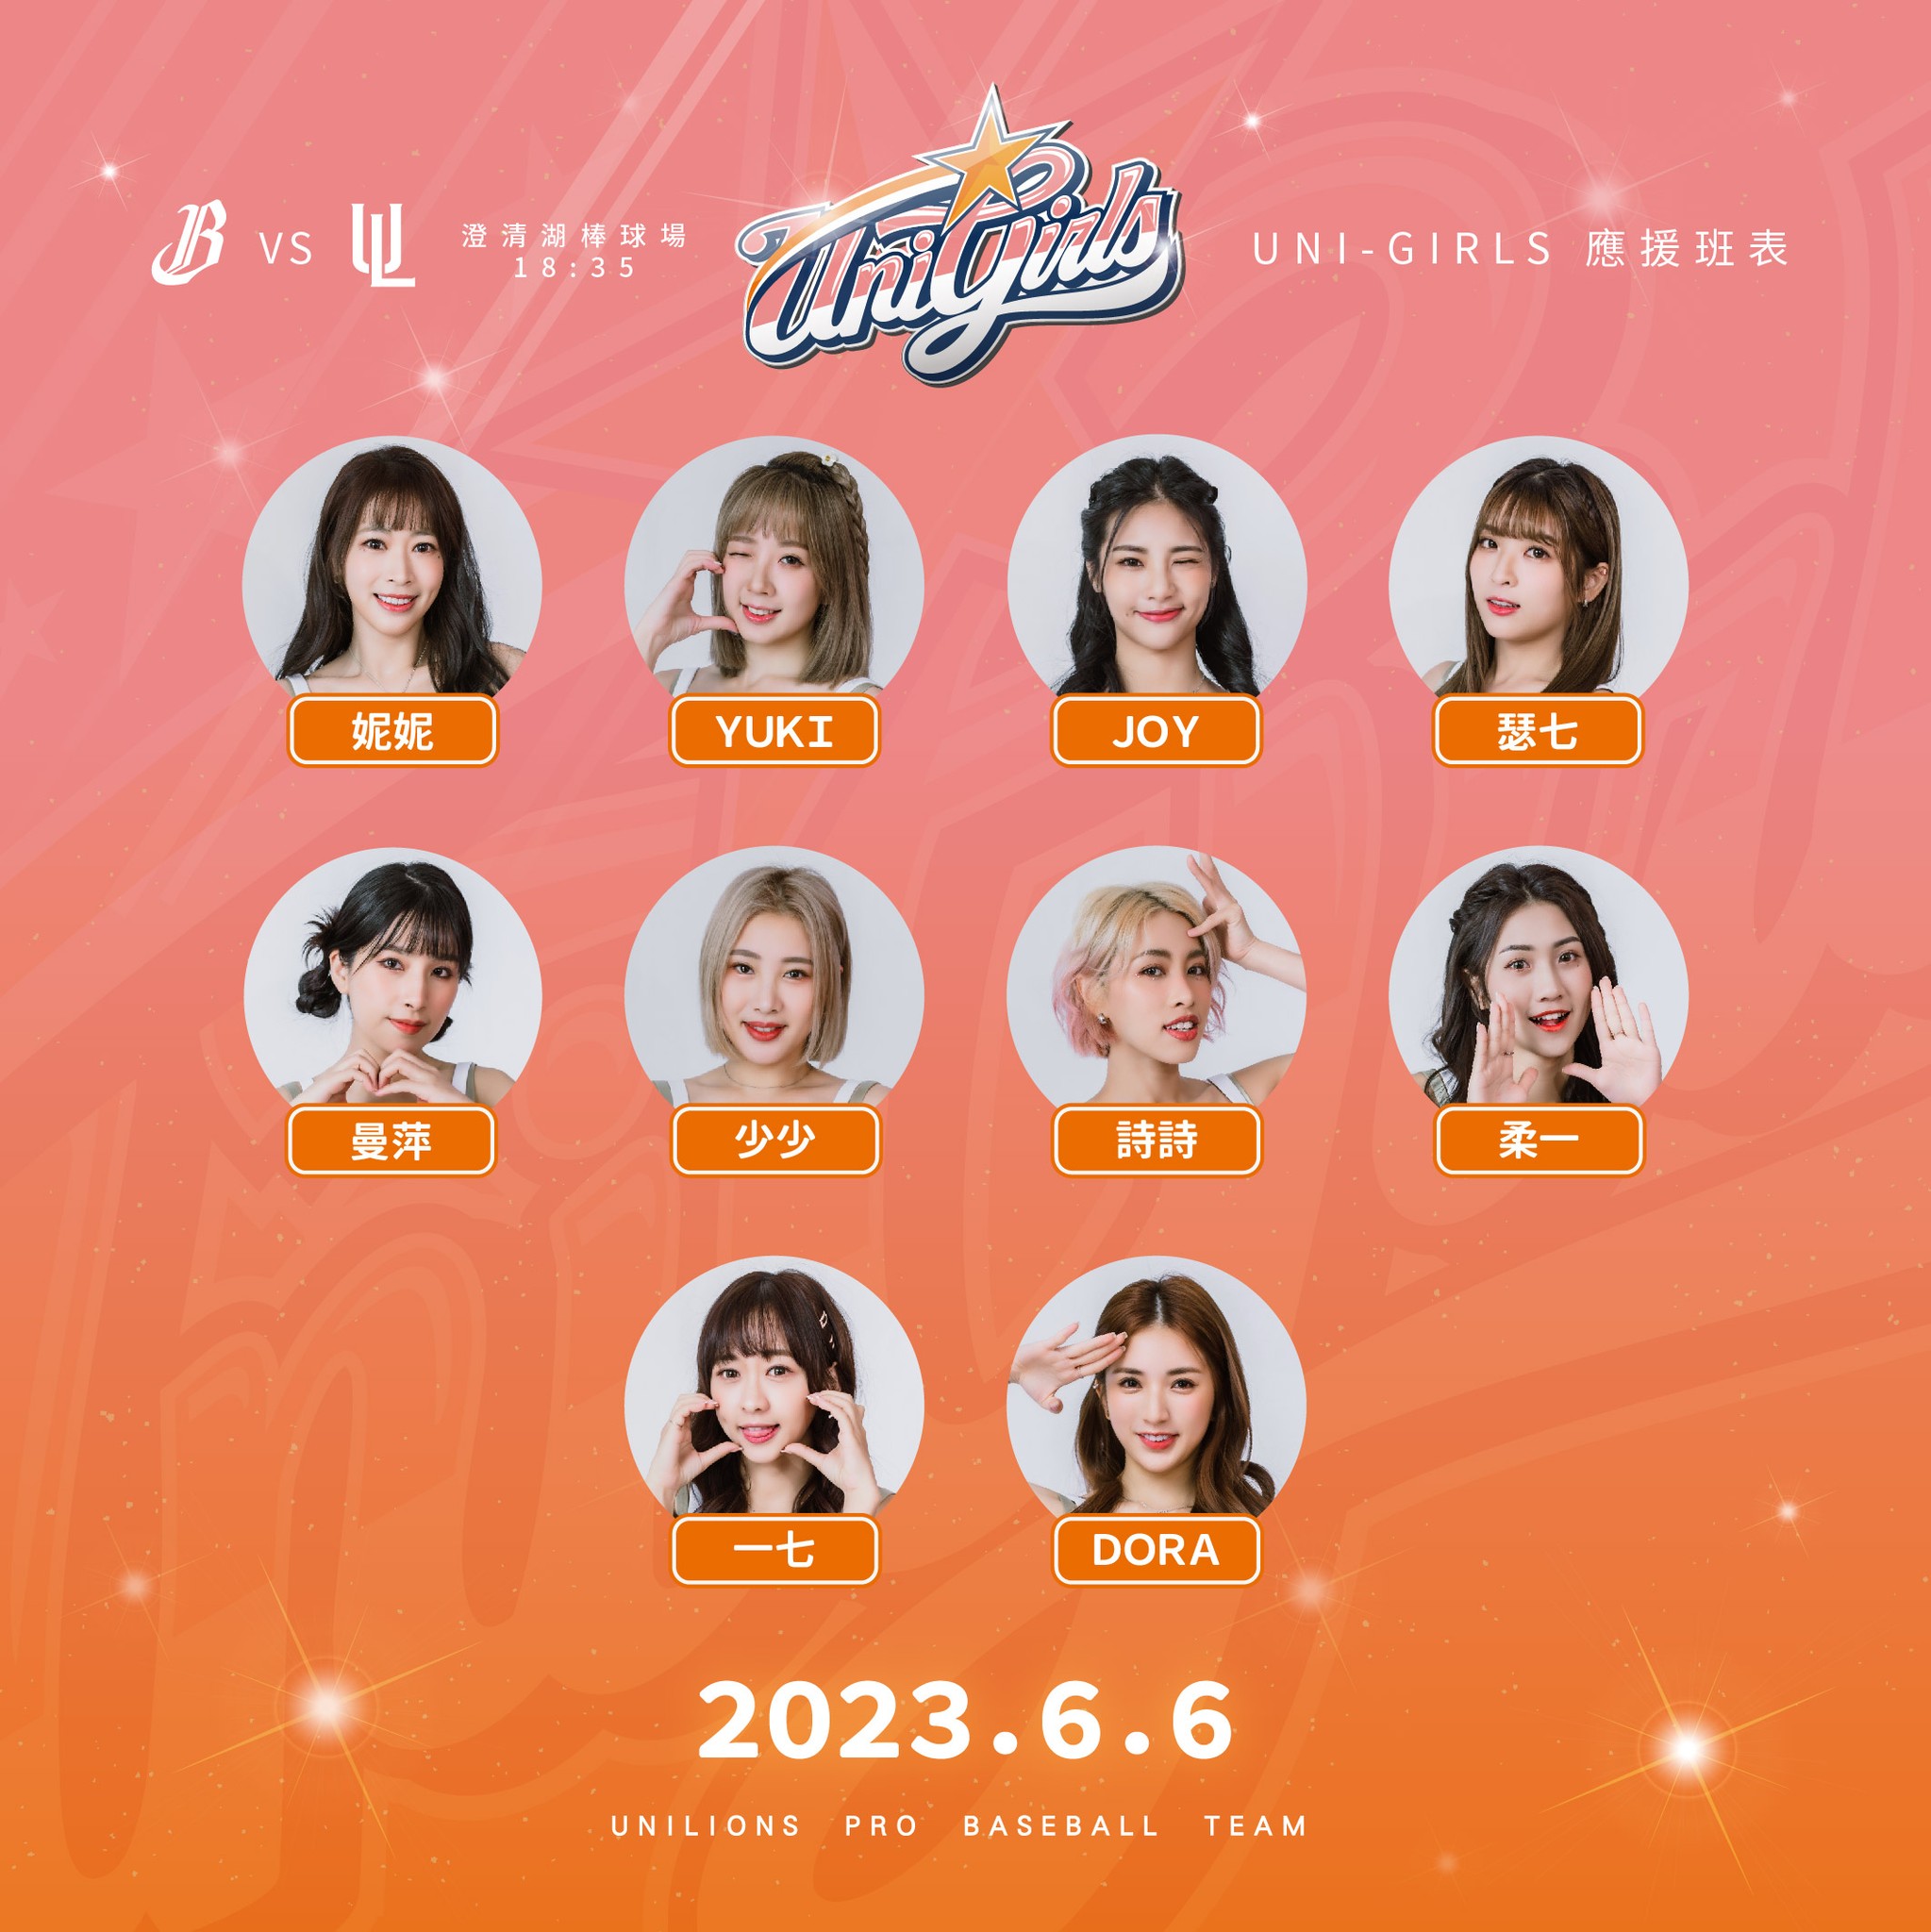 B VS UL
澄清湖棒球場
18:35
UniGirls
UNI-GIRLS 應援班表
妮妮
YUKI
JOY
瑟七
曼萍
少少
詩詩
柔一
一七
DORA
2023.6.6
UNILIONS PRO BASEBALL TEAM